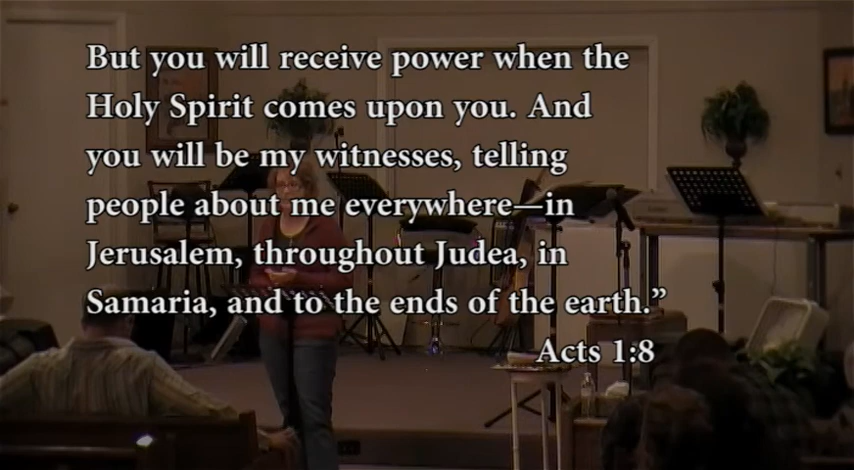 But you will receive power when the
Holy Spirit comes upon you. And
you will be my witnesses, telling
people about me everywhere—in
Jerusalem, throughout Judea, in
Samaria, and to the ends of the earth.”
Acts 1:8